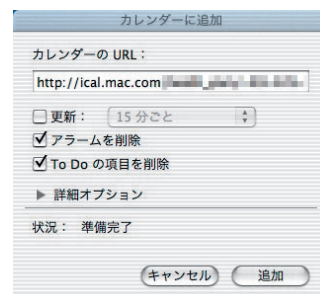 カレンダーに追加
カレンダーの URL：
http://ical.mac.com
更新： 15 分ごと
アラームを削除
To Do の項目を削除
詳細オプション
状況： 準備完了
キャンセル 追加